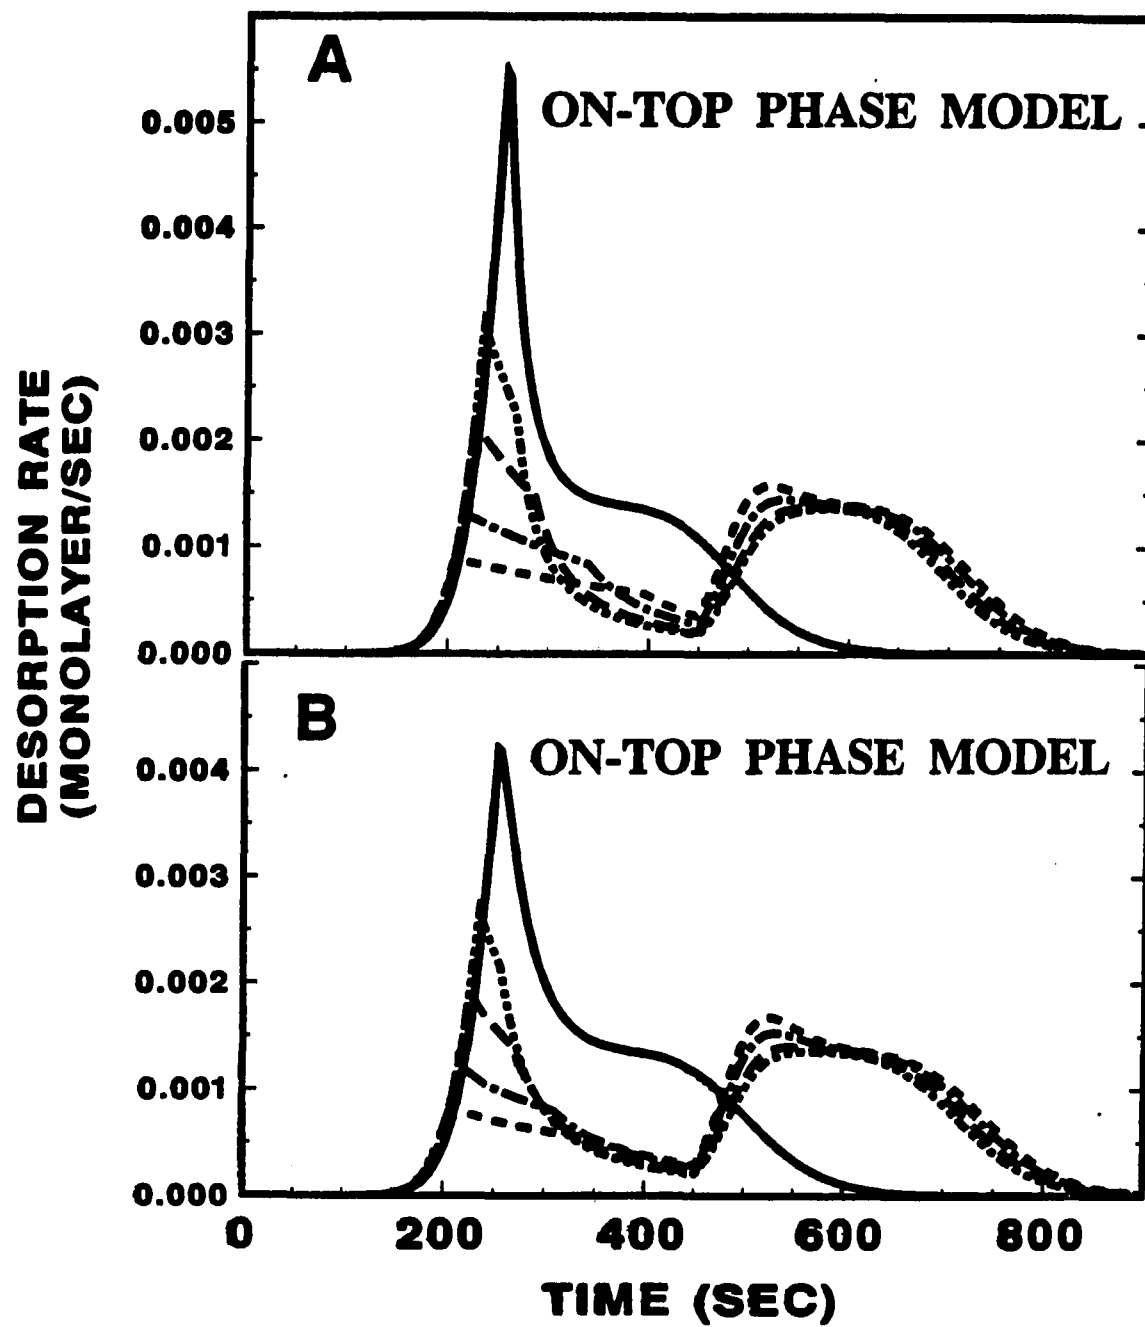 A
ON-TOP PHASE MODEL
0.005
0.004
0.003
0.002
0.001
0.000
B
ON-TOP PHASE MODEL
0.004
0.003
0.002
0.001
0.000
0 200 400 600 800
TIME (SEC)
DESORPTION RATE
(MONOLAYER/SEC)